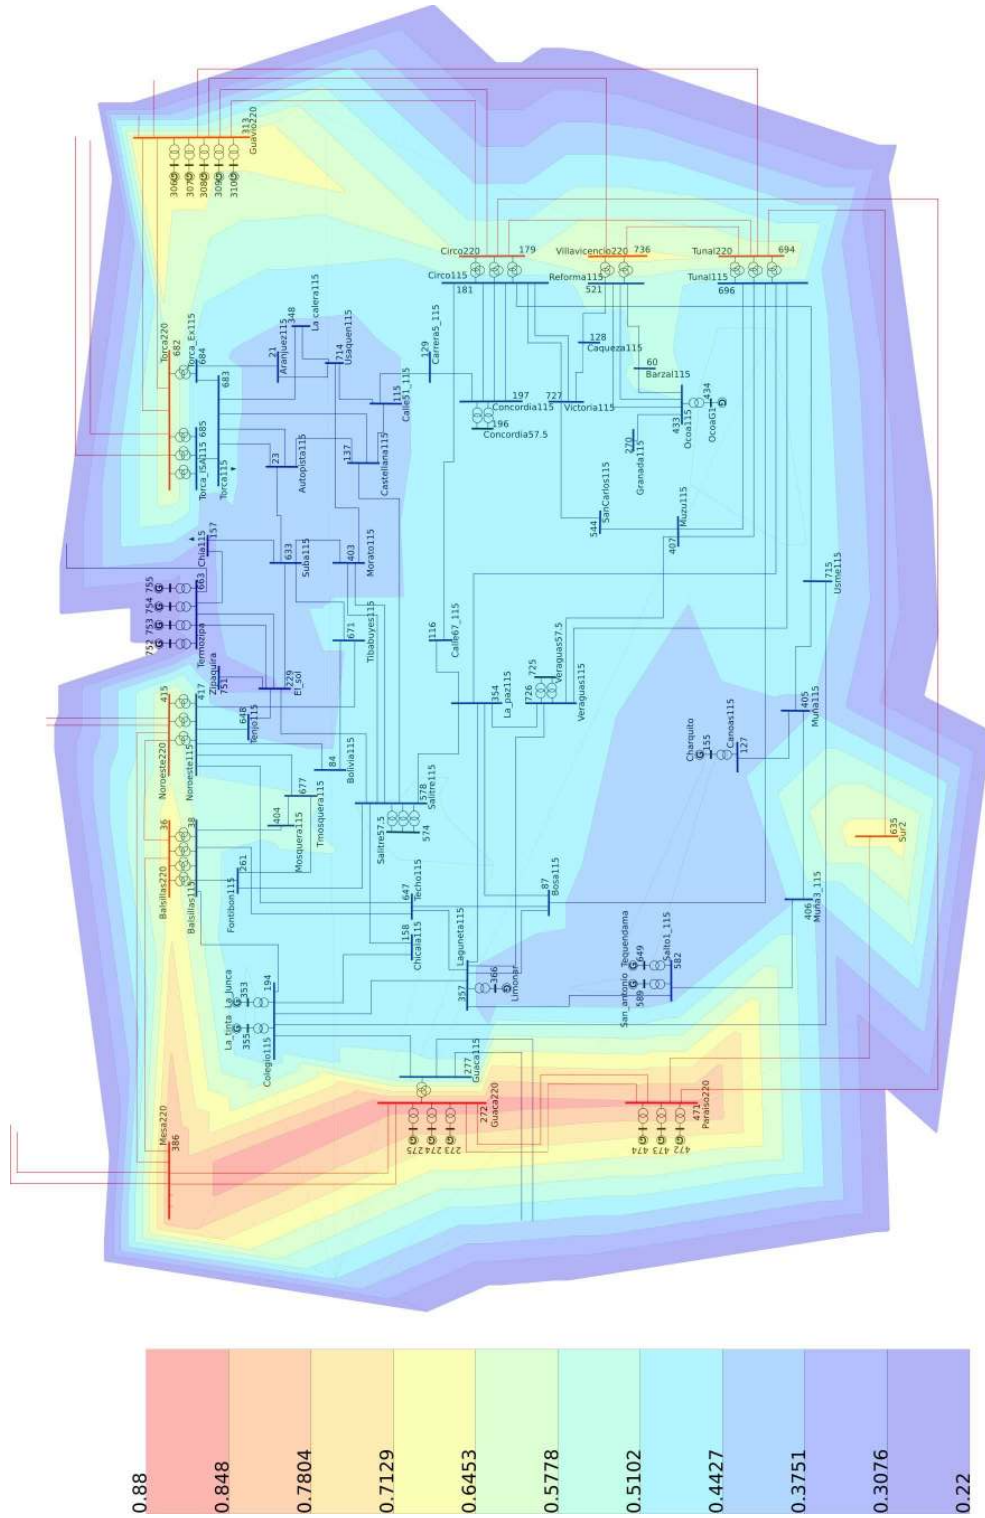 313
Guavio220
306
307
308
309
310
Torca220
682
Torca_Ex115
684
683
Torca_ISA115
685
Torca115
La calera115
348
21
Aranjuez115
714
Usaquen115
129
Carrera5_115
115
Calle51_115
137
Castellana115
23
Autopista115
Circo220
179
Circo115
181
Villavicencio220
736
Reforma115
521
Tunal220
694
Tunal115
696
128
Caqueza115
60
Barzal115
197
Concordia115
196
Concordia57.5
727
Victoria115
433
Ocoa115
434
OcoaG1
270
Granada115
544
SanCarlos115
407
Muzu115
Chia115
157
633
Suba115
403
Morato115
755
754
753
752
663
Termozipa
Zipaquira
751
229
El_sol
671
Tibabuyes115
116
Calle67_115
715
Usme115
Noroeste220
415
Noroeste115
417
648
Tenjo115
84
Bolivia115
354
La_paz115
725
Veraguas57.5
726
Veraguas115
405
Muña115
Charquito
155
Canoas115
127
677
Tmosquera115
404
Mosquera115
578
Salitre115
Salitre57.5
574
Balsillas220
36
Balsillas115
38
261
Fontibon115
635
Sur2
647
Techo115
87
Bosa115
406
Muña3_115
158
Chicala115
Laguneta115
357
366
Limonar
San_antonio
589
Tequendama
649
Salto1_115
582
La_tinta
355
La_Junca
353
194
Colegio115
277
Guaca115
272
Guaca220
275
274
273
471
Paraiso220
474
473
472
Mesa220
386
0.88
0.848
0.7804
0.7129
0.6453
0.5778
0.5102
0.4427
0.3751
0.3076
0.22